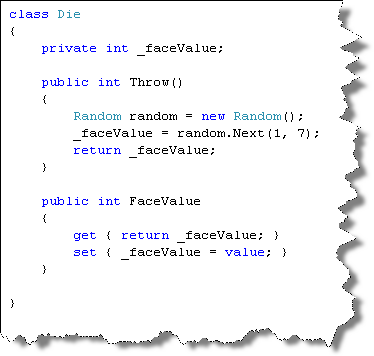 class Die
{
    private int _faceValue;

    public int Throw()
    {
        Random random = new Random();
        _faceValue = random.Next(1, 7);
        return _faceValue;
    }

    public int FaceValue
    {
        get { return _faceValue; }
        set { _faceValue = value; }
    }

}